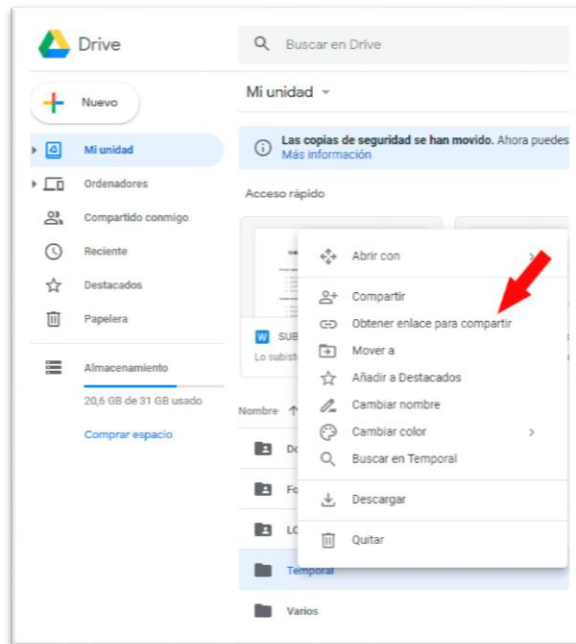 Drive
Buscar en Drive
Nuevo
Mi unidad
Mi unidad
Las copias de seguridad se han movido. Ahora puedes
Más información
Ordenadores
Acceso rápido
Compartido conmigo
Reciente
Destacados
Papelera
Almacenamiento
20,6 GB de 31 GB usado
Comprar espacio
Abrir con
Compartir
Obtener enlace para compartir
Mover a
Añadir a Destacados
Cambiar nombre
Cambiar color
Buscar en Temporal
Descargar
Quitar
W SUB
Lo subist
Nombre
Do
Fo
LO
Temporal
Varios